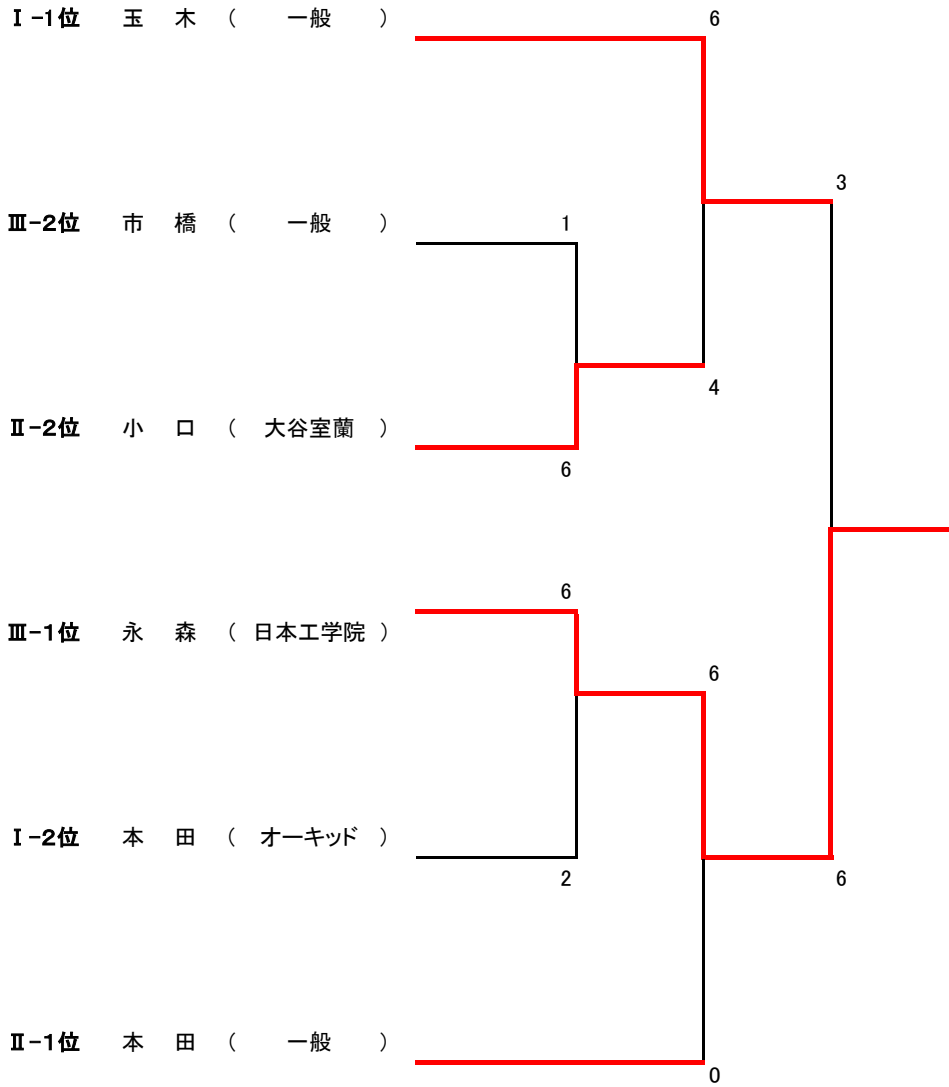 Ⅰ-1位 玉 木 ( 一般 ) 6
3
Ⅲ-2位 市 橋 ( 一般 ) 1
4
Ⅱ-2位 小 口 ( 大谷室蘭 )
6
6
Ⅲ-1位 永 森 ( 日本工学院 )
6
Ⅰ-2位 本 田 ( オーキッド )
2 6
Ⅱ-1位 本 田 ( 一般 )
0